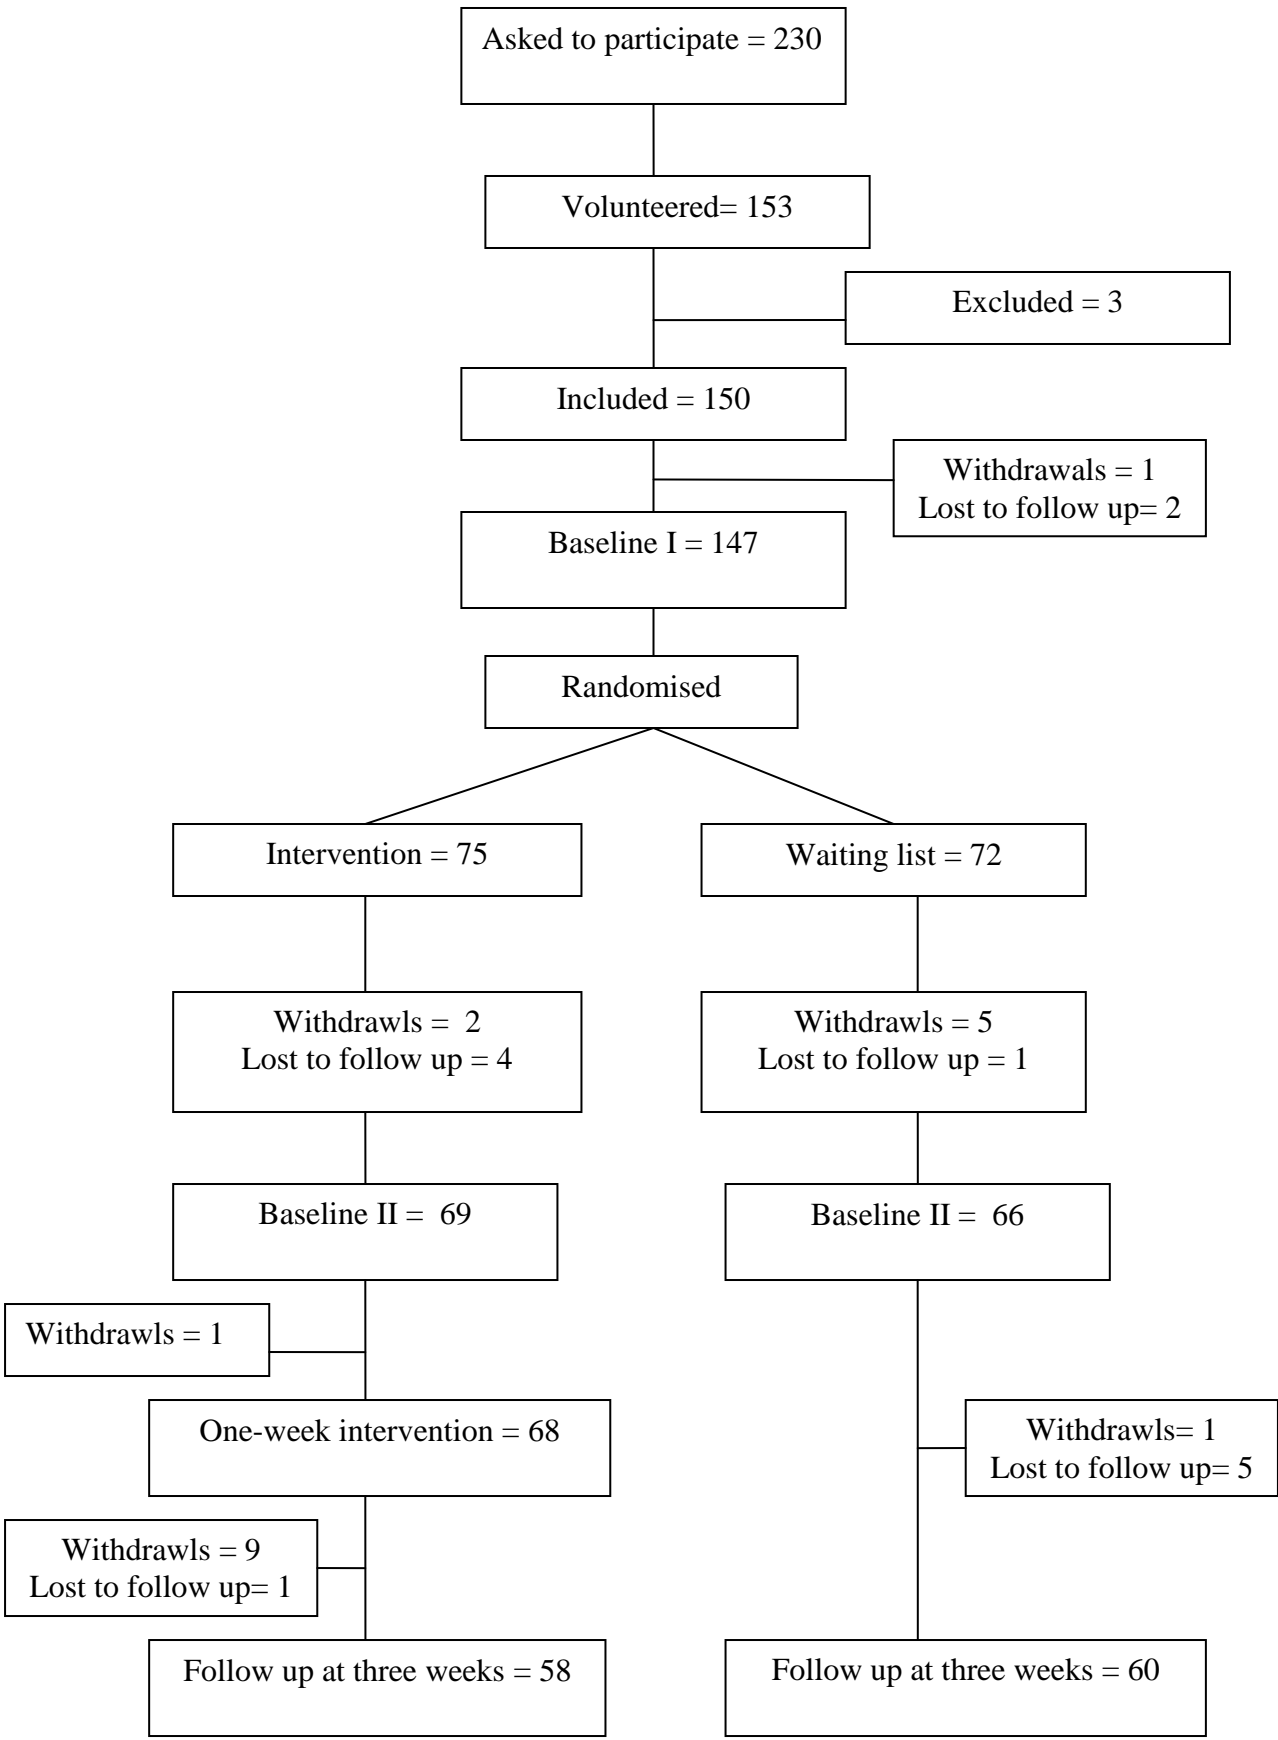 Asked to participate = 230
Volunteered= 153
Excluded = 3
Included = 150
Withdrawals = 1
Lost to follow up= 2
Baseline I = 147
Randomised
Intervention = 75
Waiting list = 72
Withdrawls =  2
Lost to follow up = 4
Withdrawls = 5
Lost to follow up = 1
Baseline II =  69
Baseline II =  66
Withdrawls = 1
One-week intervention = 68
Withdrawls= 1
Lost to follow up= 5
Withdrawls = 9
Lost to follow up= 1
Follow up at three weeks = 58
Follow up at three weeks = 60